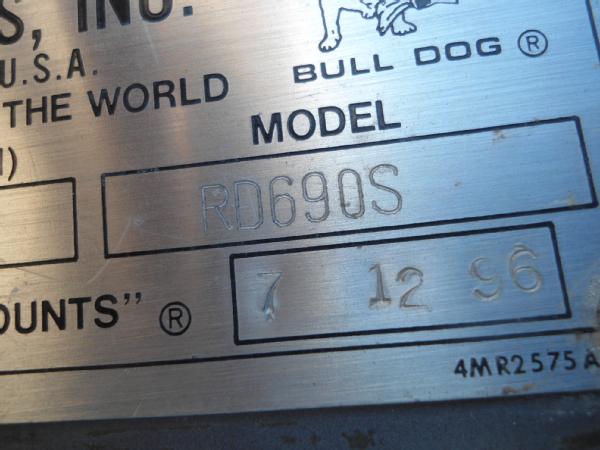 S, INC.
U.S.A.
THE WORLD
BULL DOG ®
MODEL
)
RD690S
OUNTS" ®
7 12 96
4MR2575A